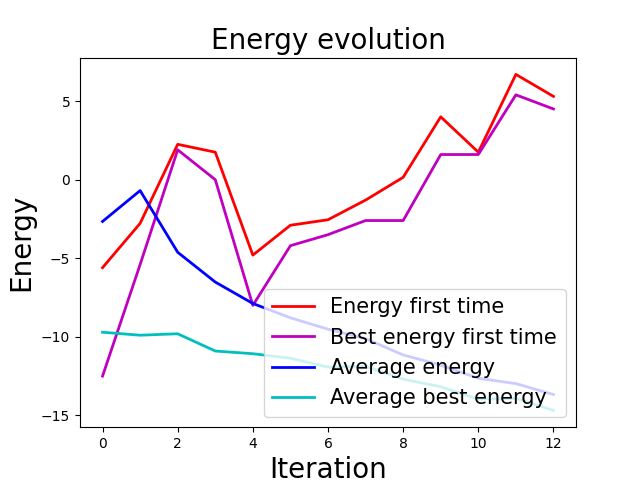 Energy evolution
Energy
5
0
−5
−10
−15
Energy first time
Best energy first time
Average energy
Average best energy
0 2 4 6 8 10 12
Iteration